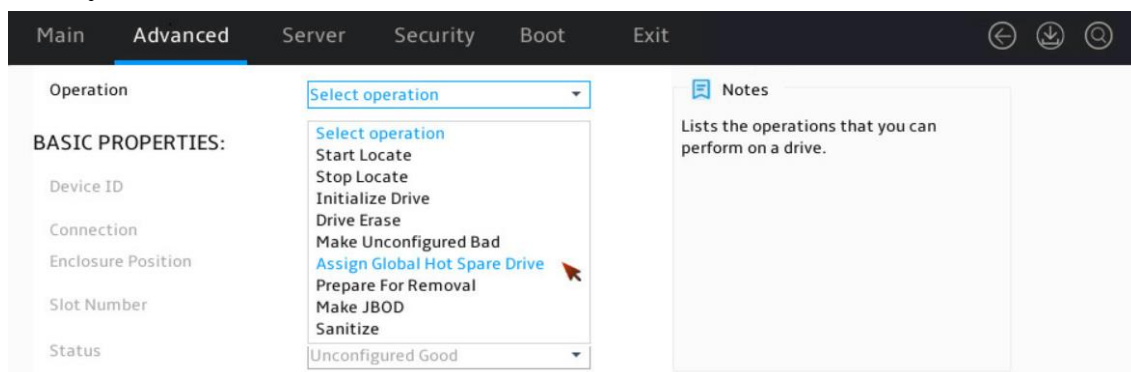 Main Advanced Server Security Boot Exit
Operation
Select operation
Notes
Lists the operations that you can
perform on a drive.
Select operation
Start Locate
Stop Locate
Initialize Drive
Drive Erase
Make Unconfigured Bad
Assign Global Hot Spare Drive
Prepare For Removal
Make JBOD
Sanitize
BASIC PROPERTIES:
Device ID
Connection
Enclosure Position
Slot Number
Status
Unconfigured Good